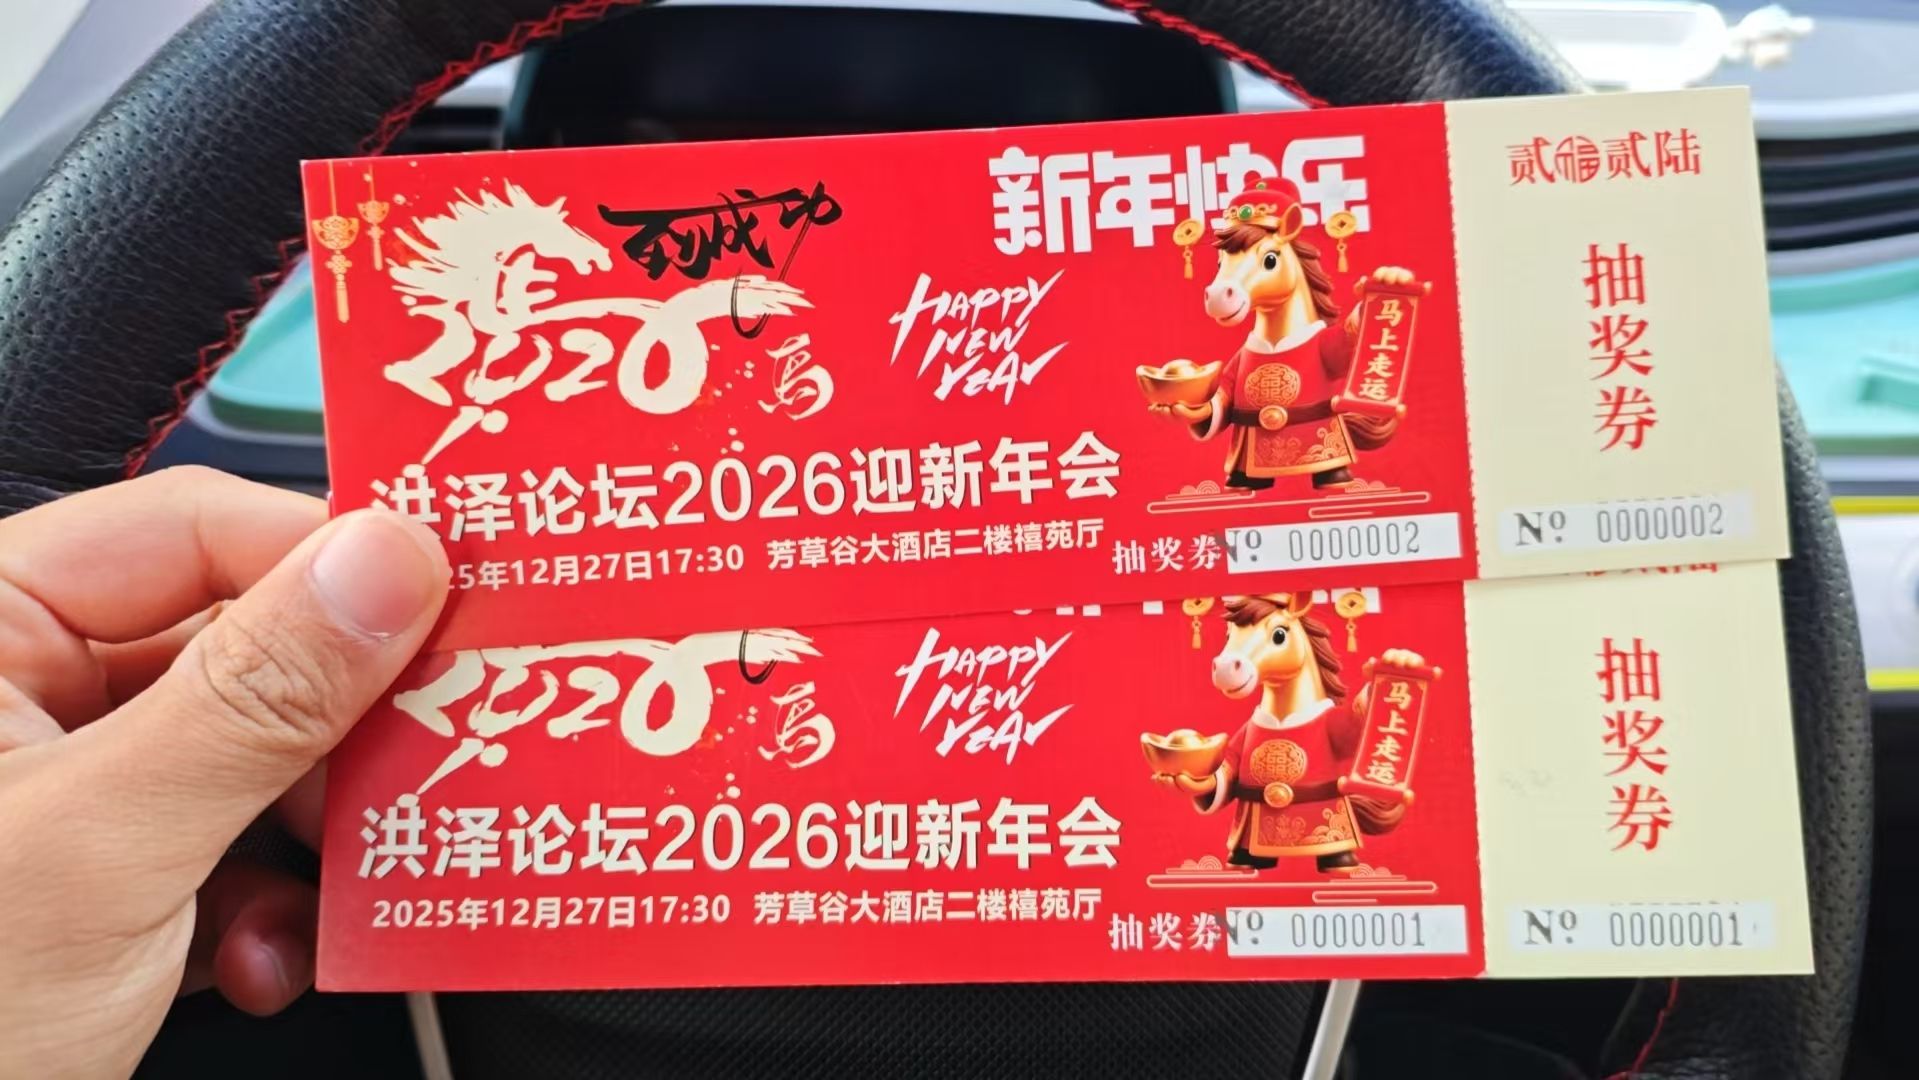 马到成功
新年快乐
2026
馬
HAPPY
NEW
YEAR
马上走运
洪泽论坛2026迎新年会
25年12月27日17:30 芳草谷大酒店二楼禧苑厅
抽奖券 Nº 0000002
贰福贰陆
抽奖券
Nº 0000002
2026
馬
HAPPY
NEW
YEAR
马上走运
洪泽论坛2026迎新年会
2025年12月27日17:30 芳草谷大酒店二楼禧苑厅
抽奖券 Nº 0000001
抽奖券
Nº 0000001